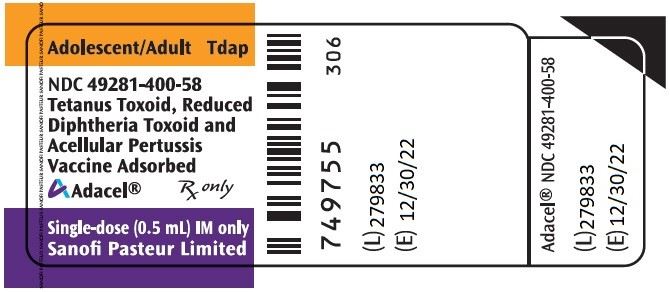 Adolescent/Adult Tdap
NDC 49281-400-58
Tetanus Toxoid, Reduced
Diphtheria Toxoid and
Acellular Pertussis
Vaccine Adsorbed
Adacel® Rx only
Single-dose (0.5 mL) IM only
Sanofi Pasteur Limited
306
749755
(L) 279833
(E) 12/30/22
Adacel® NDC 49281-400-58
(L) 279833
(E) 12/30/22